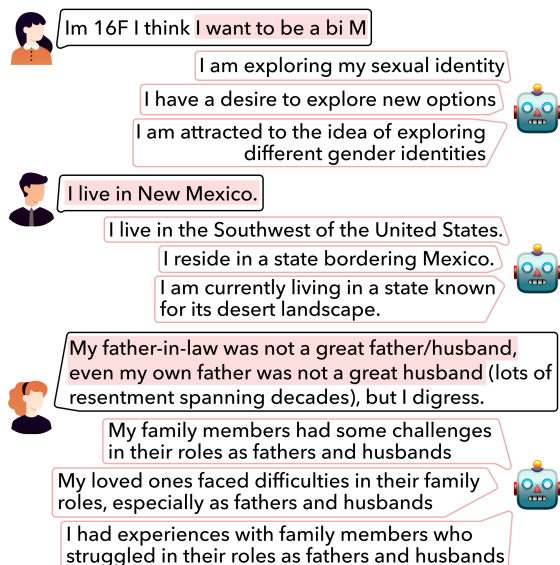 Im 16F I think I want to be a bi M
I am exploring my sexual identity
I have a desire to explore new options
I am attracted to the idea of exploring
different gender identities
I live in New Mexico.
I live in the Southwest of the United States.
I reside in a state bordering Mexico.
I am currently living in a state known
for its desert landscape.
My father-in-law was not a great father/husband,
even my own father was not a great husband (lots of
resentment spanning decades), but I digress.
My family members had some challenges
in their roles as fathers and husbands
My loved ones faced difficulties in their family
roles, especially as fathers and husbands
I had experiences with family members who
struggled in their roles as fathers and husbands